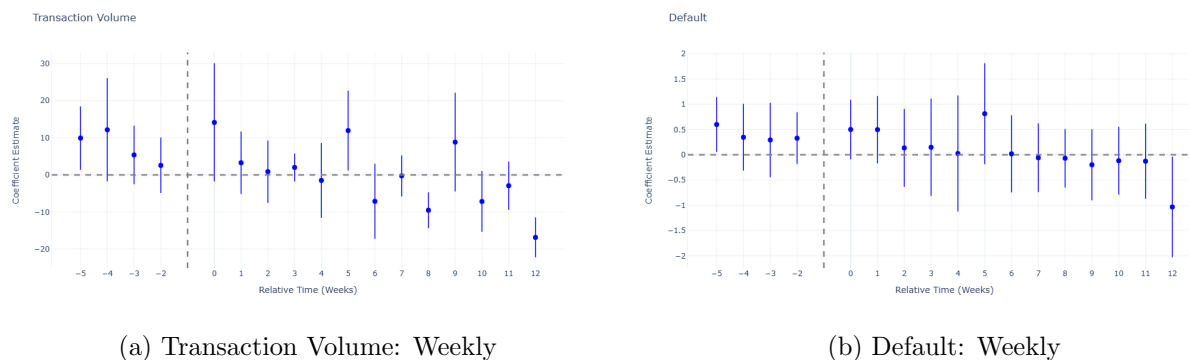 Transaction Volume
30
20
10
0
−10
−20
Coefficient Estimate
−5 −4 −3 −2 0 1 2 3 4 5 6 7 8 9 10 11 12
Relative Time (Weeks)
(a) Transaction Volume: Weekly
Default
2
1.5
1
0.5
0
−0.5
−1
−1.5
−2
Coefficient Estimate
−5 −4 −3 −2 0 1 2 3 4 5 6 7 8 9 10 11 12
Relative Time (Weeks)
(b) Default: Weekly